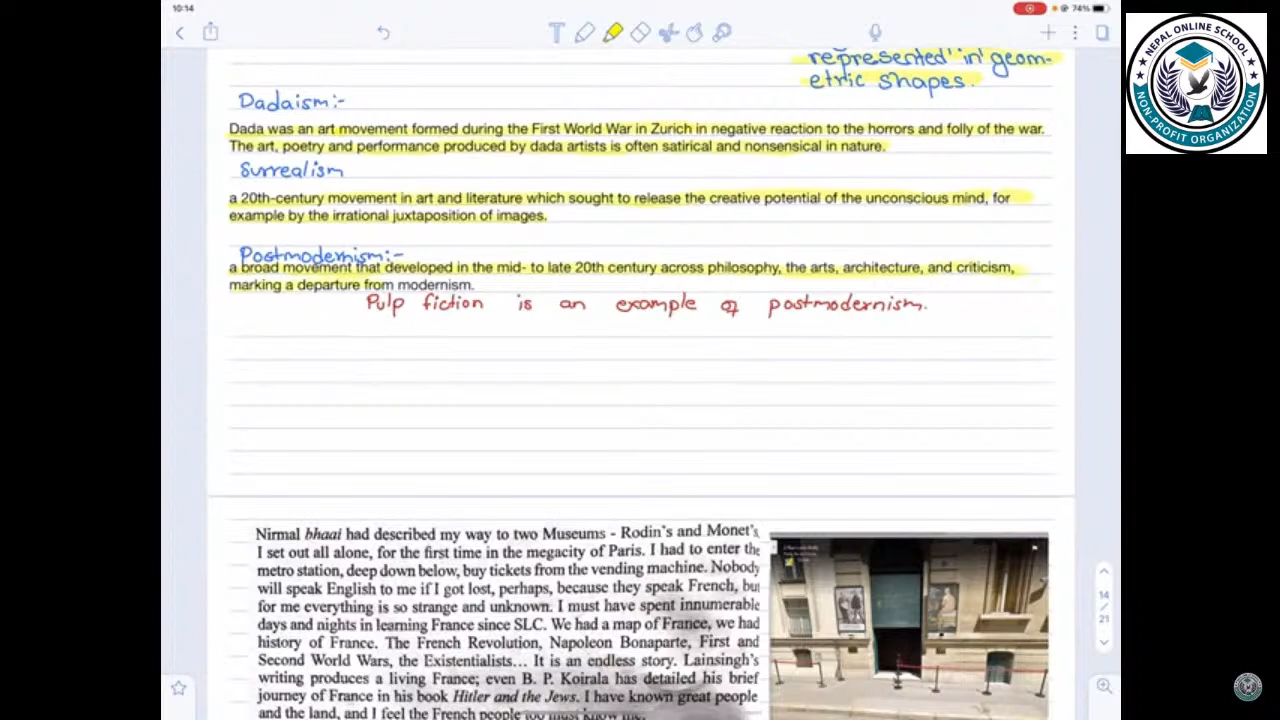 10:14
74%
NEPAL ONLINE SCHOOL
NON-PROFIT ORGANIZATION
represented in geom-
etric shapes.
Dadaism:-
Dada was an art movement formed during the First World War in Zurich in negative reaction to the horrors and folly of the war.
The art, poetry and performance produced by dada artists is often satirical and nonsensical in nature.
Surrealism
a 20th-century movement in art and literature which sought to release the creative potential of the unconscious mind, for
example by the irrational juxtaposition of images.
Postmodernism:-
a broad movement that developed in the mid- to late 20th century across philosophy, the arts, architecture, and criticism,
marking a departure from modernism.
Pulp fiction is an example of postmodernism.
Nirmal bhaai had described my way to two Museums - Rodin's and Monet's.
I set out all alone, for the first time in the megacity of Paris. I had to enter the
metro station, deep down below, buy tickets from the vending machine. Nobody
will speak English to me if I got lost, perhaps, because they speak French, but
for me everything is so strange and unknown. I must have spent innumerable
days and nights in learning France since SLC. We had a map of France, we had
history of France. The French Revolution, Napoleon Bonaparte, First and
Second World Wars, the Existentialists... It is an endless story. Lainsingh's
writing produces a living France; even B. P. Koirala has detailed his brief
journey of France in his book Hitler and the Jews. I have known great people
and the land, and I feel the French people too must know me.
14
/
21